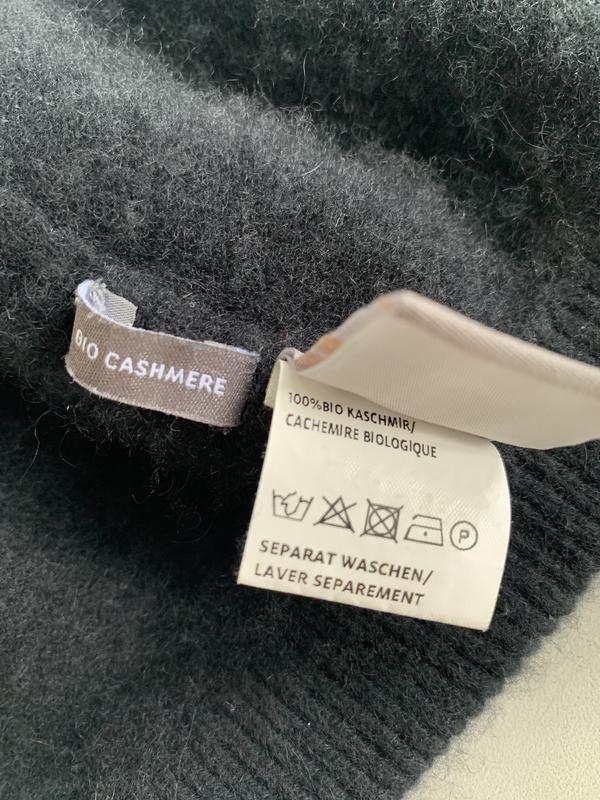 BIO CASHMERE
100%BIO KASCHMIR/
CACHEMIRE BIOLOGIQUE
P
SEPARAT WASCHEN/
LAVER SEPAREMENT